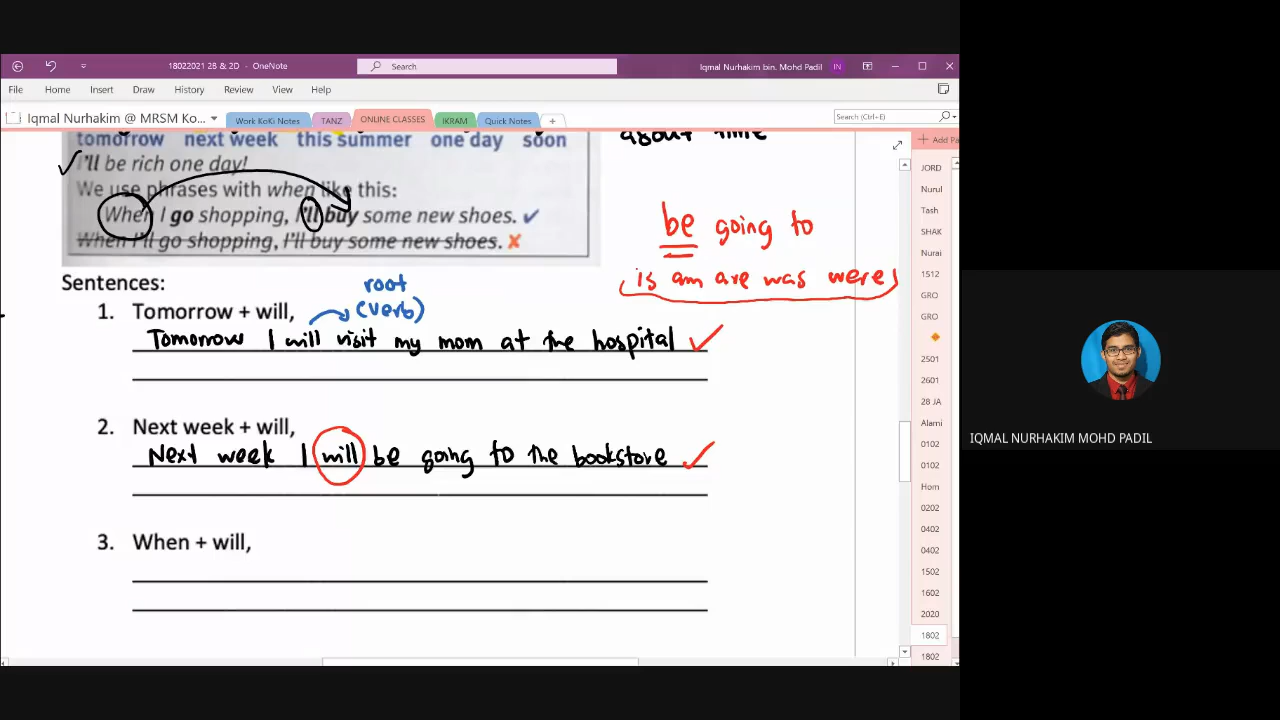 18022021 2B & 2D - OneNote
Search
Iqmal Nurhakim bin. Mohd Padil
IN
File Home Insert Draw History Review View Help
Iqmal Nurhakim @ MRSM Ko...
Work KoKi Notes
TANZ
ONLINE CLASSES
IKRAM
Quick Notes
Search (Ctrl+E)
Add Pa
tomorrow next week this summer one day soon
about time
I'll be rich one day!
We use phrases with when like this:
When I go shopping, I'll buy some new shoes. ✓
When I'll go shopping, I'll buy some new shoes. ✗
be going to
is am are was were
Sentences:
root
(verb)
1. Tomorrow + will,
Tomorrow I will visit my mom at the hospital
2. Next week + will,
Next week I will be going to the bookstore
3. When + will,
JORD
Nurul
Tash
SHAK
Nurai
1512
GRO
GRO
2501
2601
28 JA
Alami
0102
0102
Hom
0202
0402
0402
1502
1602
2020
1802
1802
IQMAL NURHAKIM MOHD PADIL